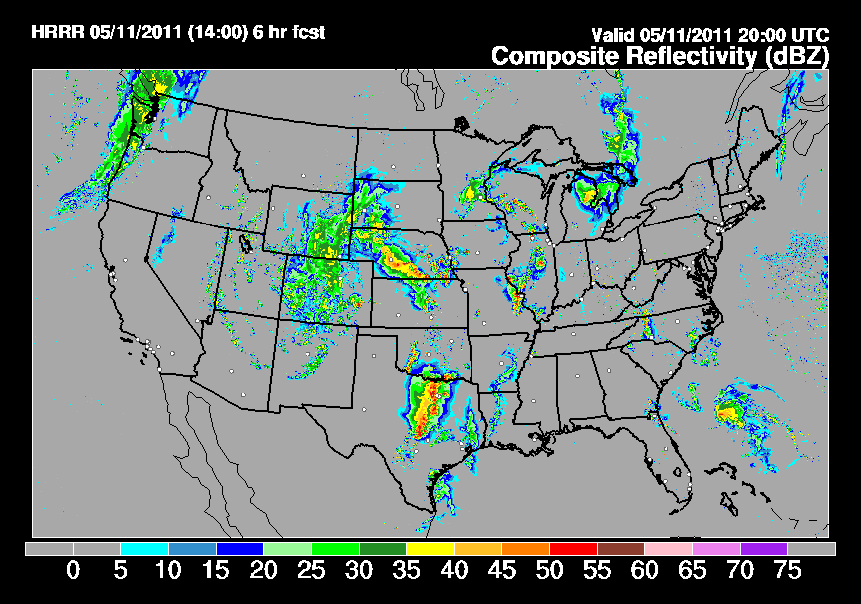 HRRR 05/11/2011 (14:00) 6 hr fcst
Valid 05/11/2011 20:00 UTC
Composite Reflectivity (dBZ)
0 5 10 15 20 25 30 35 40 45 50 55 60 65 70 75